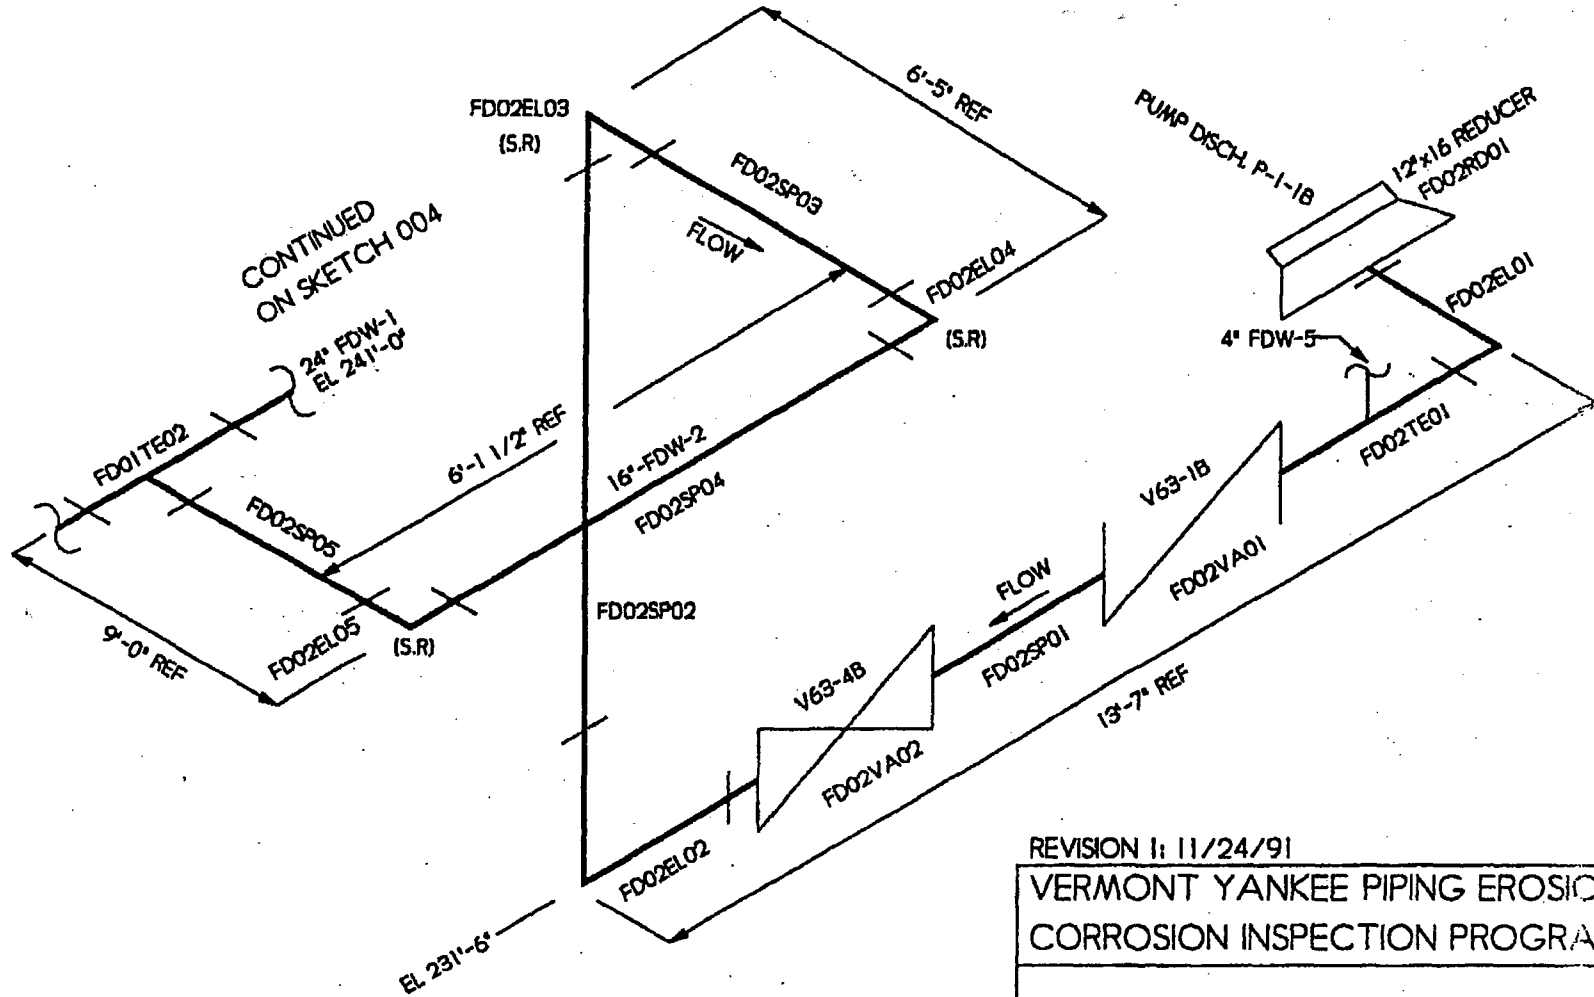 6'-5" REF
FD02EL03
(S.R)
PUMP DISCH. P-1-1B
12"x16 REDUCER
FD02RD01
FD02SP03
FLOW
CONTINUED
ON SKETCH 004
FD02EL04
(S.R)
FD02EL01
24" FDW-1
EL 241'-0"
4" FDW-5
FD01TE02
6'-1 1/2" REF
16"-FDW-2
FD02SP04
FD02TE01
V63-1B
FD02VA01
FD02SP05
FD02SP02
FLOW
FD02SP01
9'-0" REF
FD02EL05
(S.R)
V63-4B
FD02VA02
13'-7" REF
FD02EL02
EL 231'-6"
REVISION 1: 11/24/91
VERMONT YANKEE PIPING EROSIO
CORROSION INSPECTION PROGRA